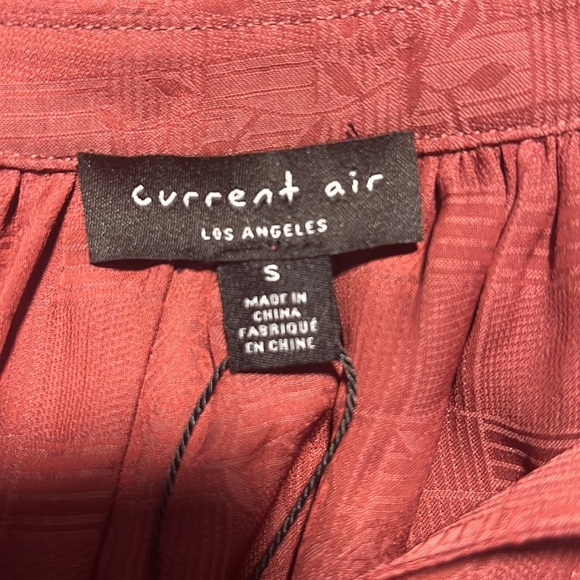 current air
LOS ANGELES
S
MADE IN
CHINA
FABRIQUÉ
EN CHINE